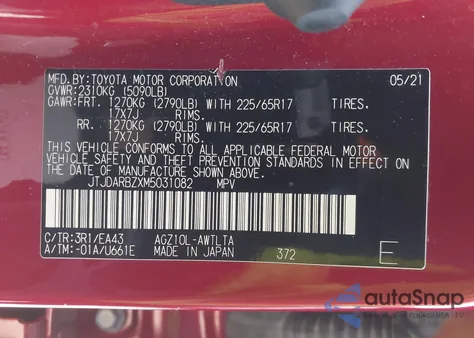 MFD.BY:TOYOTA MOTOR CORPORATION 05/21
GVWR:2310KG (5090LB)
GAWR:FRT. 1270KG (2790LB) WITH 225/65R17 TIRES.
17X7J RIMS.
RR. 1270KG (2790LB) WITH 225/65R17 TIRES.
17X7J RIMS.
THIS VEHICLE CONFORMS TO ALL APPLICABLE FEDERAL MOTOR
VEHICLE SAFETY AND BUMPER STANDARDS IN EFFECT ON
THE DATE OF MANUFACTURE SHOWN ABOVE.
JTJDARBZXM5031082 MPV
C/TR:3R1/EA43 AGZ10L-AWTLTA
A/TM:-01A/U661E MADE IN JAPAN 372 E
autoSnap